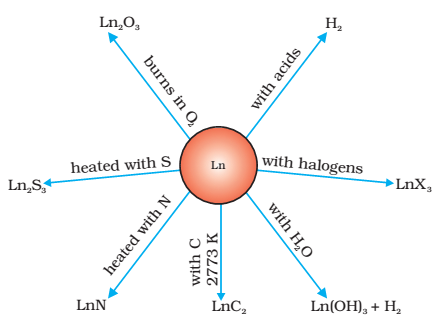 Ln₂O₃
H₂
burns in O₂
with acids
heated with S
Ln
with halogens
Ln₂S₃
LnX₃
heated with N
with C
2773 K
with H₂O
LnN
LnC₂
Ln(OH)₃ + H₂